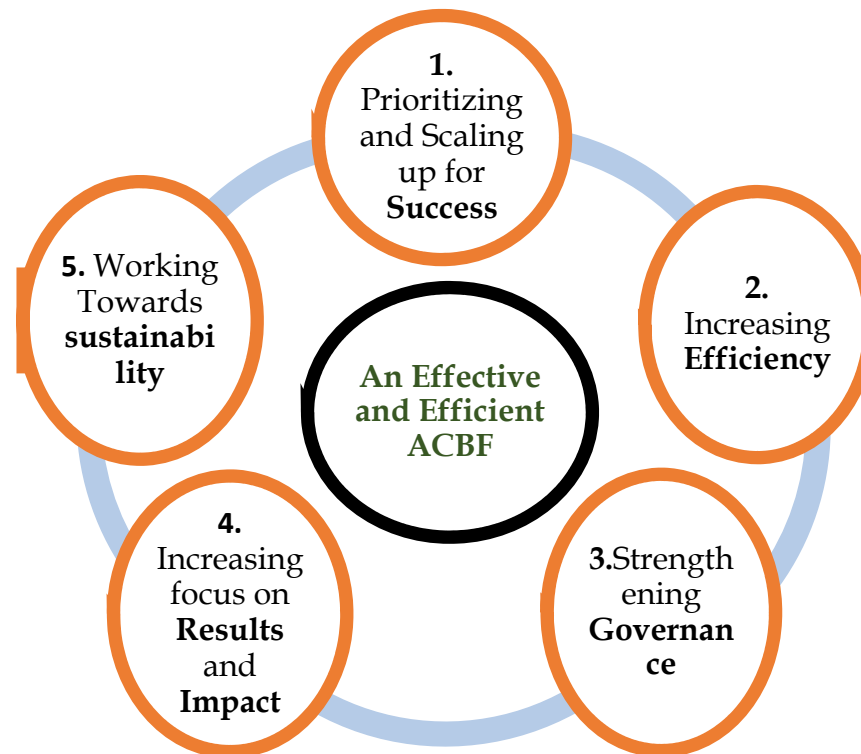 1.
Prioritizing
and Scaling
up for
Success
2.
Increasing
Efficiency
3.Strength
ening
Governan
ce
4.
Increasing
focus on
Results
and
Impact
5. Working
Towards
sustainabi
lity
An Effective
and Efficient
ACBF